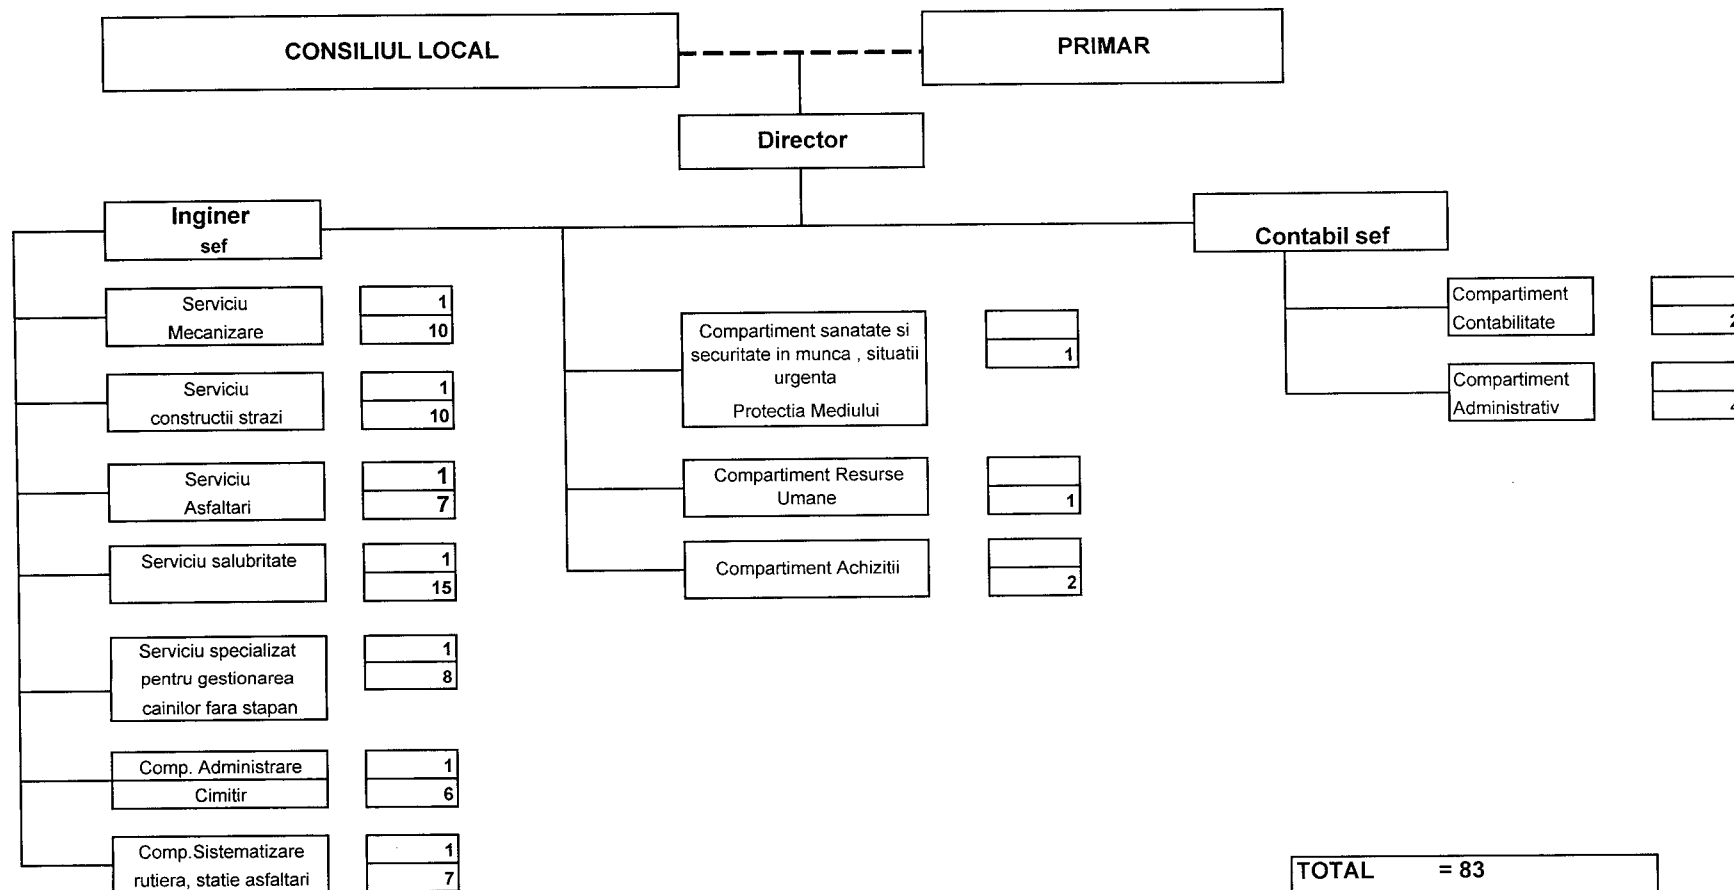 CONSILIUL LOCAL
PRIMAR
Director
Inginer
sef
Contabil sef
Serviciu
Mecanizare
1
10
Serviciu
constructii strazi
1
10
Serviciu
Asfaltari
1
7
Serviciu salubritate
1
15
Serviciu specializat
pentru gestionarea
cainilor fara stapan
1
8
Comp. Administrare
Cimitir
1
6
Comp.Sistematizare
rutiera, statie asfaltari
1
7
Compartiment sanatate si
securitate in munca , situatii
urgenta
Protectia Mediului
1
Compartiment Resurse
Umane
1
Compartiment Achizitii
2
Compartiment
Contabilitate
2
Compartiment
Administrativ
4
TOTAL = 83